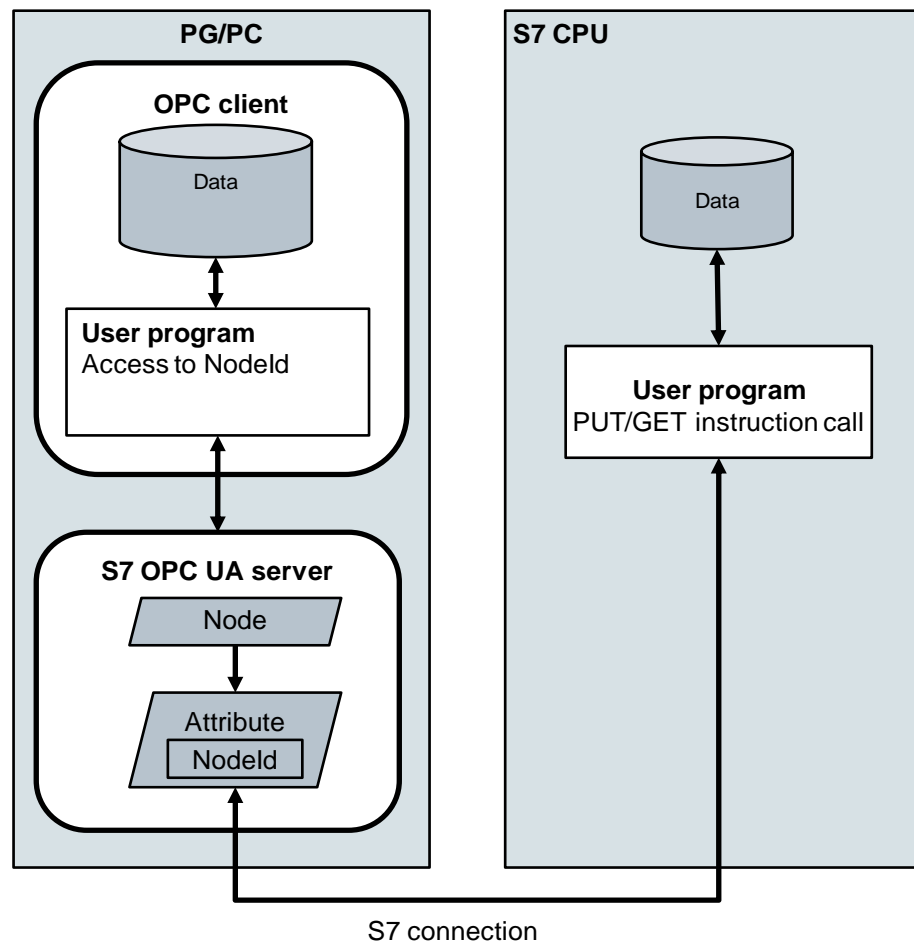 PG/PC
OPC client
Data
User program
Access to NodeId
S7 OPC UA server
Node
Attribute
NodeId
S7 CPU
Data
User program
PUT/GET instruction call
S7 connection